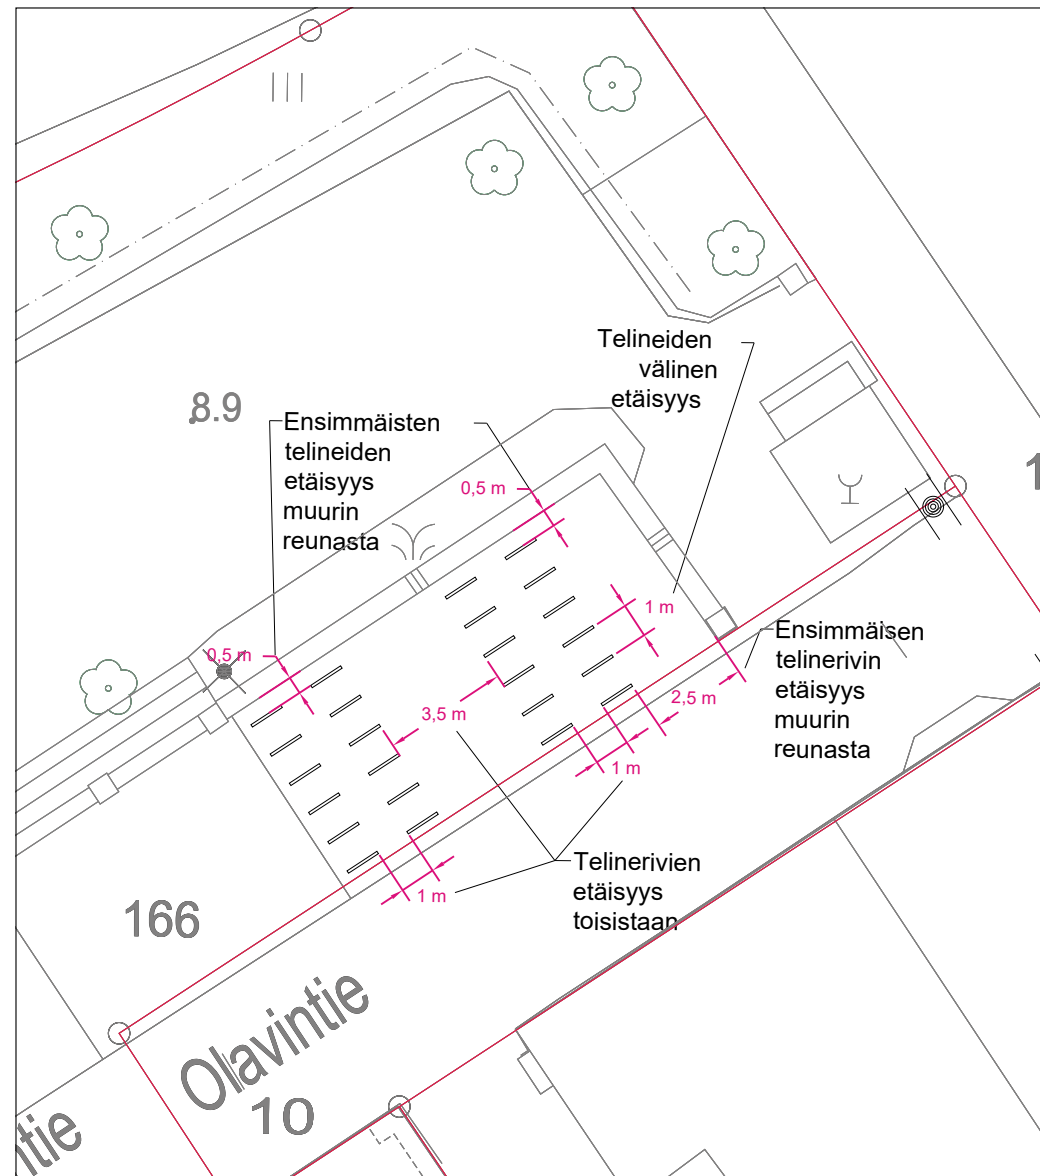 Telineiden
välinen
etäisyys
8.9
Ensimmäisten
telineiden
etäisyys
muurin
reunasta
0,5 m
1 m
Ensimmäisen
telinerivin
etäisyys
muurin
reunasta
0,5 m
3,5 m
2,5 m
1 m
Telinerivien
etäisyys
toisistaan
1 m
166
Olavintie
10